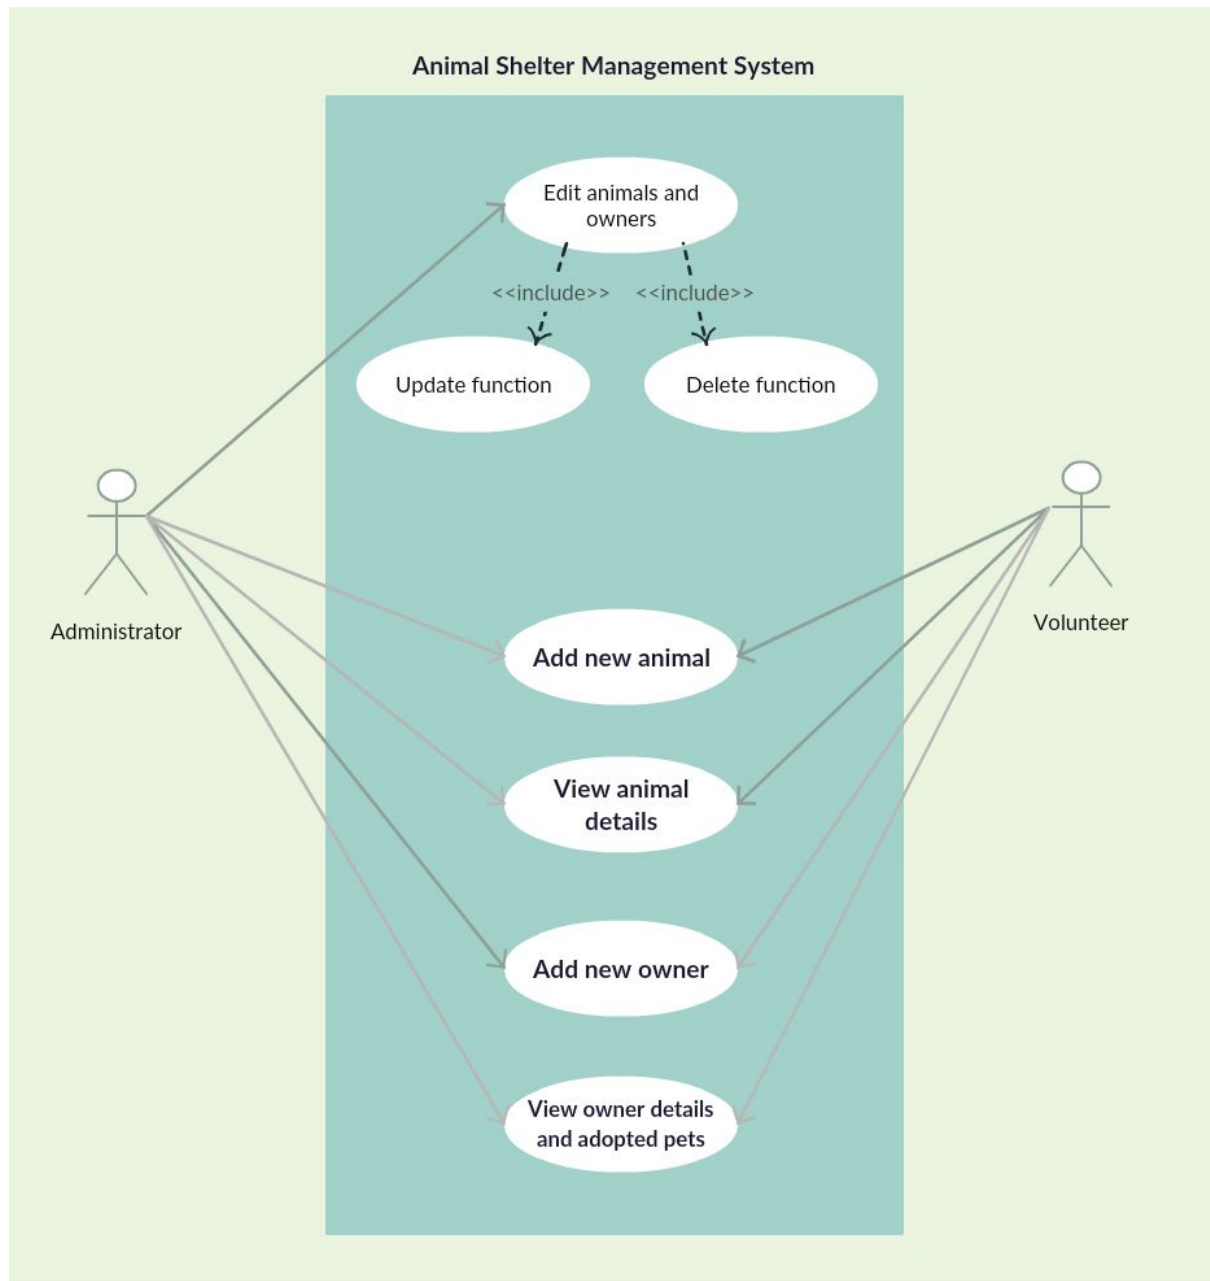 Animal Shelter Management System
Edit animals and
owners
<<include>> <<include>>
Update function
Delete function
Administrator
Volunteer
Add new animal
View animal
details
Add new owner
View owner details
and adopted pets